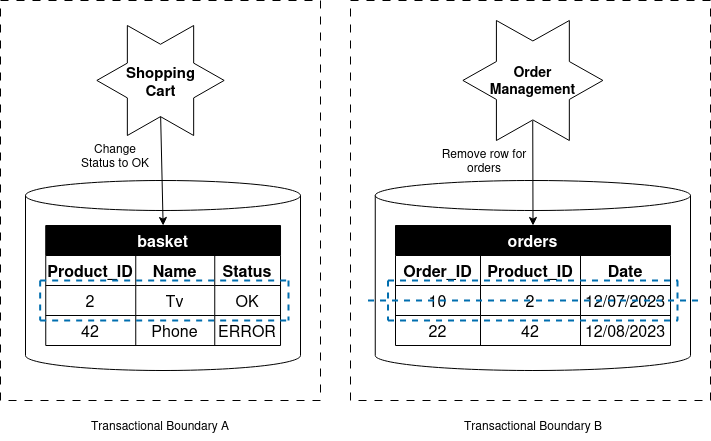 Shopping
Cart
Order
Management
Change
Status to OK
Remove row for
orders
basket
Product_ID Name Status
2 Tv OK
42 Phone ERROR
orders
Order_ID Product_ID Date
10 2 12/07/2023
22 42 12/08/2023
Transactional Boundary A
Transactional Boundary B